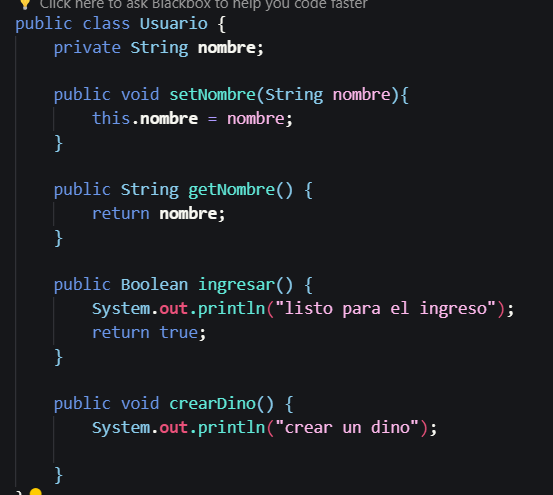 Click here to ask Blackbox to help you code faster
public class Usuario {
    private String nombre;

    public void setNombre(String nombre){
        this.nombre = nombre;
    }

    public String getNombre() {
        return nombre;
    }

    public Boolean ingresar() {
        System.out.println("listo para el ingreso");
        return true;
    }

    public void crearDino() {
        System.out.println("crear un dino");

    }
}